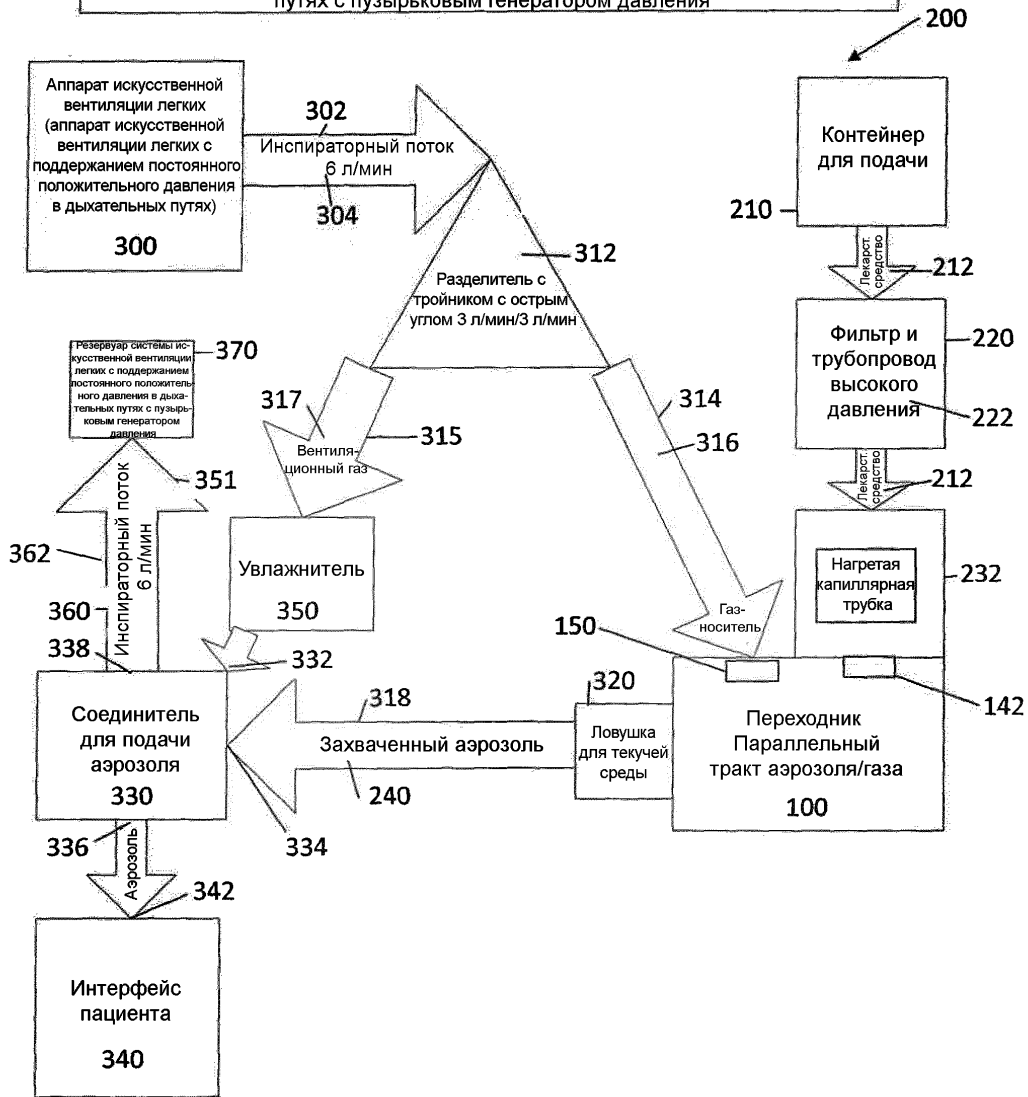 путях с пузырьковым генератором давления
200
Аппарат искусственной
вентиляции легких
(аппарат искусственной
вентиляции легких с
поддержанием постоянного
положительного давления
в дыхательных путях)
300
302
Инспираторный поток
6 л/мин
304
312
Разделитель с
тройником с острым
углом 3 л/мин/3 л/мин
Контейнер
для подачи
210
Лекарст.
средство
212
Фильтр и
трубопровод
высокого
давления
220
222
Лекарст.
средство
212
Нагретая
капиллярная
трубка
232
Резервуар системы ис-
кусственной вентиляции
легких с поддержанием
постоянного положитель-
ного давления в дыха-
тельных путях с пузырь-
ковым генератором
давления
370
317
315
Вентиля-
ционный газ
314
316
351
Инспираторный поток
6 л/мин
362
360
338
Увлажнитель
350
332
Газ-
носитель
150
142
Соединитель
для подачи
аэрозоля
330
318
Захваченный аэрозоль
240
334
320
Ловушка
для текучей
среды
Переходник
Параллельный
тракт аэрозоля/газа
100
336
Аэрозоль
342
Интерфейс
пациента
340